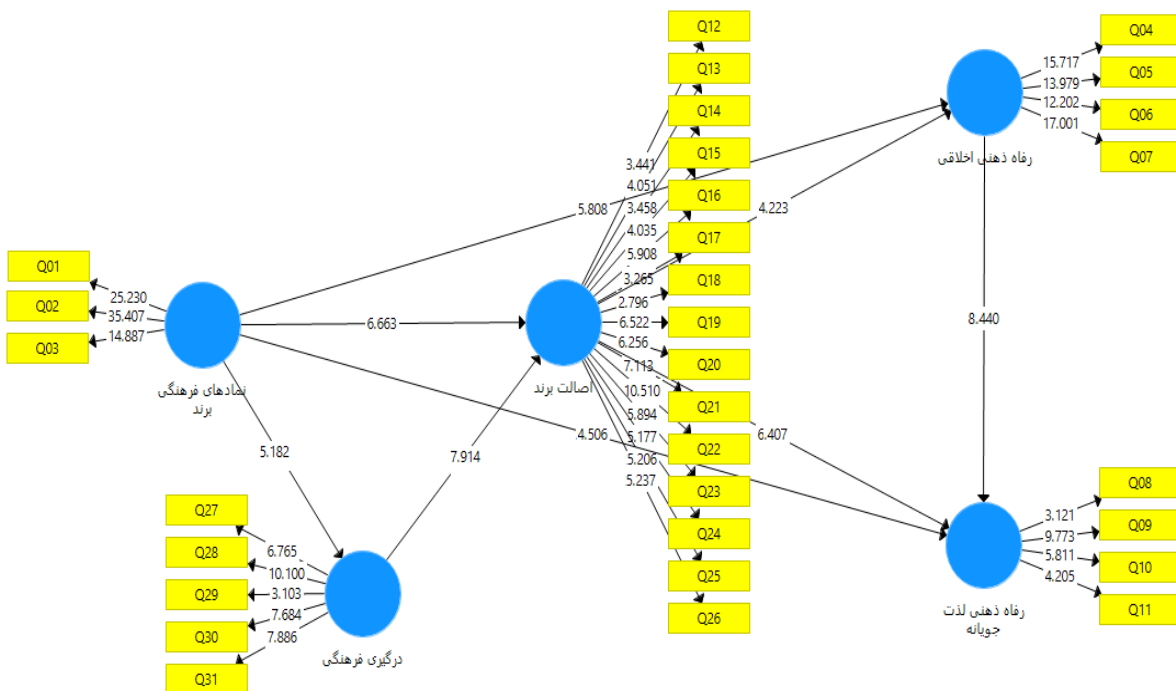 Q12
Q13
Q14
Q15
Q16
Q17
Q18
Q19
Q20
Q21
Q22
Q23
Q24
Q25
Q26
3.441
4.051
3.458
4.035
5.908
3.265
2.796
6.522
6.256
7.113
10.510
5.894
5.177
5.206
5.237
اصالت برند
Q04
Q05
Q06
Q07
15.717
13.979
12.202
17.001
رفاه ذهنی اخلاقی
5.808
4.223
8.440
Q01
Q02
Q03
25.230
35.407
14.887
نمادهای فرهنگی
برند
6.663
4.506
6.407
5.182
7.914
Q27
Q28
Q29
Q30
Q31
6.765
10.100
3.103
7.684
7.886
درگیری فرهنگی
Q08
Q09
Q10
Q11
3.121
9.773
5.811
4.205
رفاه ذهنی لذت
جویانه